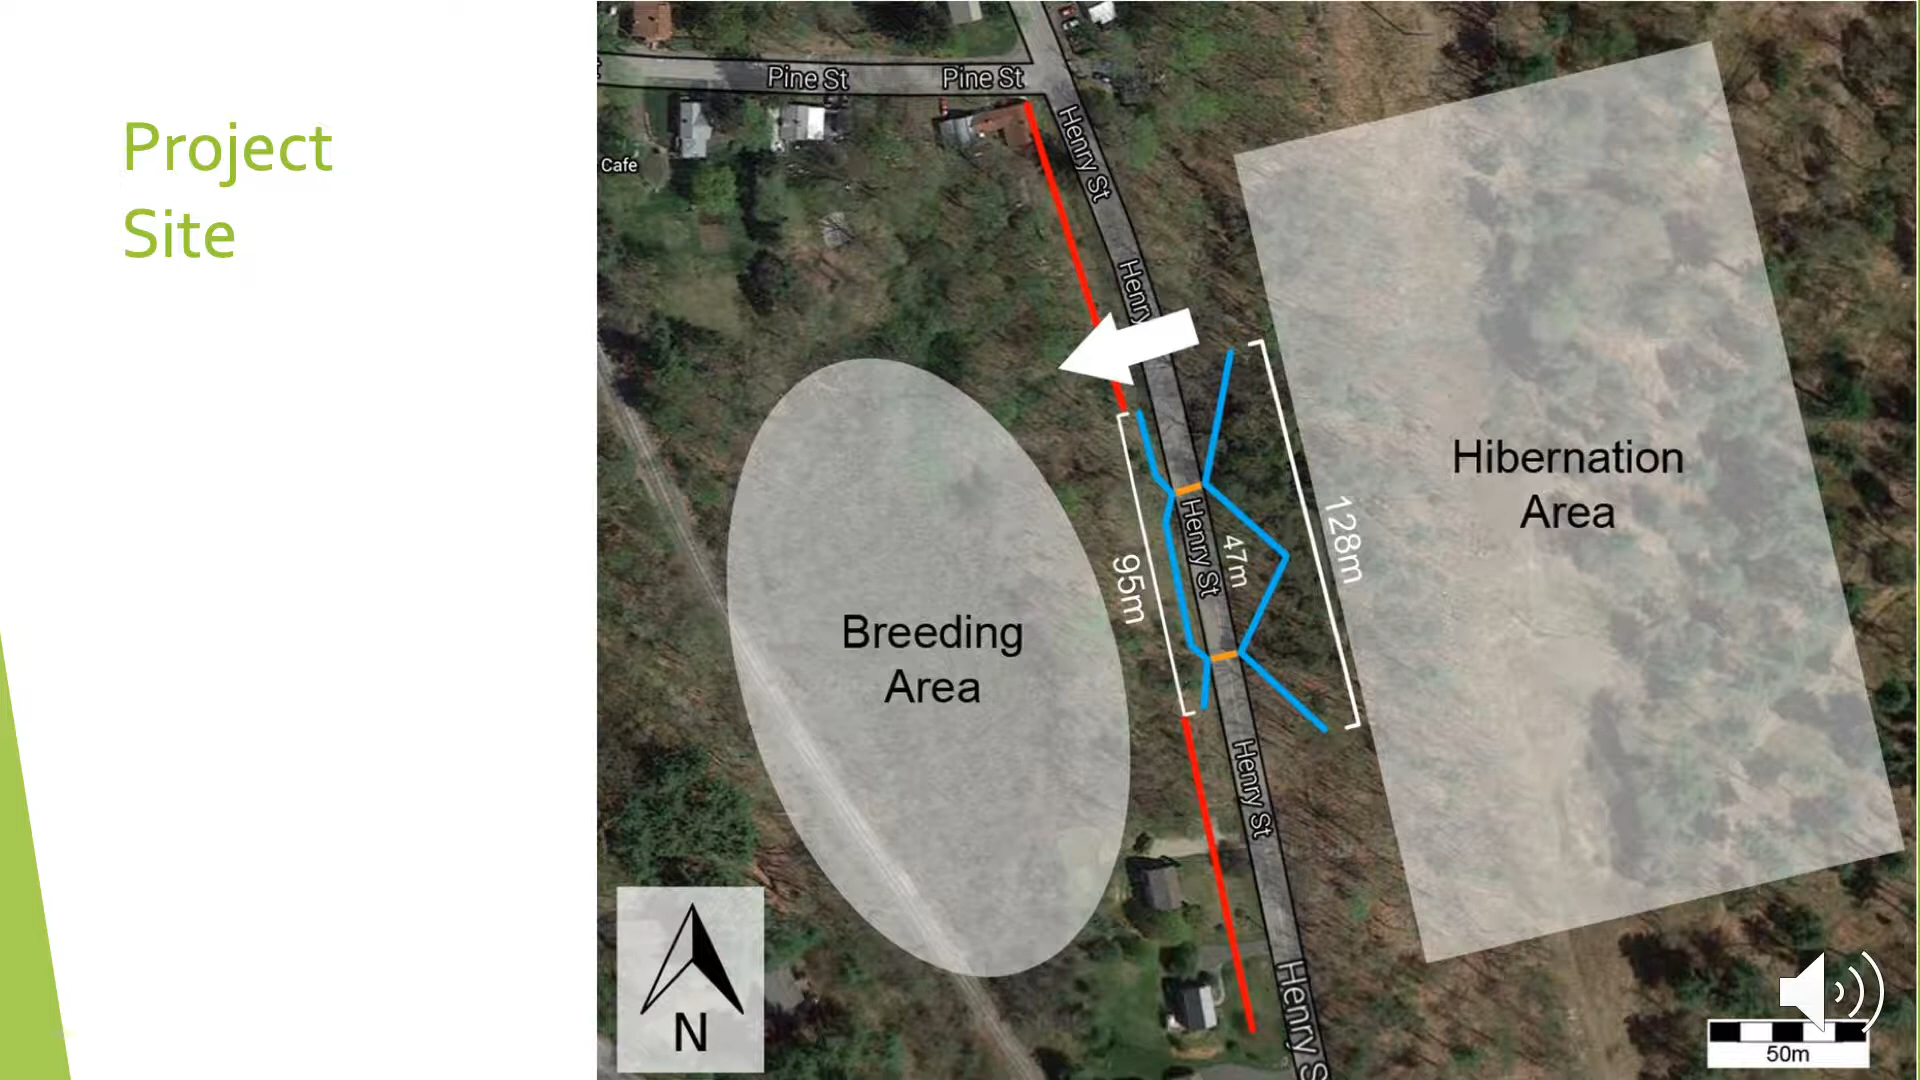 Project
Site
Pine St
Pine St
Cafe
Henry St
Henry
Hibernation
Area
128m
Henry St
47m
95m
Breeding
Area
Henry St
Henry S
N
50m